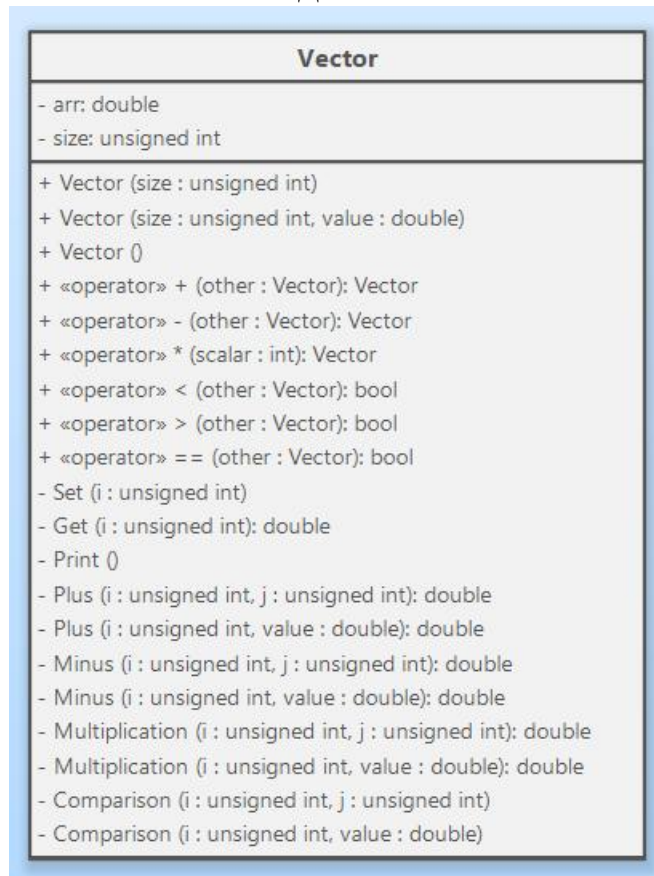 Vector
- arr: double
- size: unsigned int
+ Vector (size : unsigned int)
+ Vector (size : unsigned int, value : double)
+ Vector ()
+ «operator» + (other : Vector): Vector
+ «operator» - (other : Vector): Vector
+ «operator» * (scalar : int): Vector
+ «operator» < (other : Vector): bool
+ «operator» > (other : Vector): bool
+ «operator» == (other : Vector): bool
- Set (i : unsigned int)
- Get (i : unsigned int): double
- Print ()
- Plus (i : unsigned int, j : unsigned int): double
- Plus (i : unsigned int, value : double): double
- Minus (i : unsigned int, j : unsigned int): double
- Minus (i : unsigned int, value : double): double
- Multiplication (i : unsigned int, j : unsigned int): double
- Multiplication (i : unsigned int, value : double): double
- Comparison (i : unsigned int, j : unsigned int)
- Comparison (i : unsigned int, value : double)